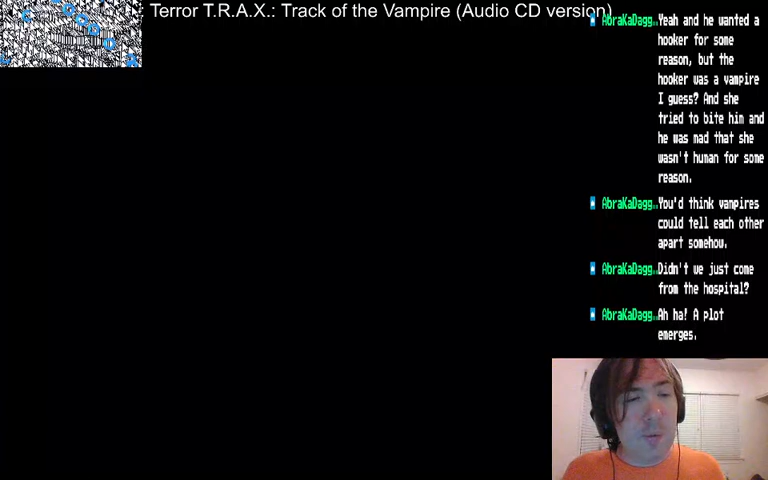 Terror T.R.A.X.: Track of the Vampire (Audio CD version)
AbraKaDagg..Yeah and he wanted a
hooker for some
reason, but the
hooker was a vampire
I guess? And she
tried to bite him and
he was mad that she
wasn't human for some
reason.
AbraKaDagg..You'd think vampires
could tell each other
apart somehow.
AbraKaDagg..Didn't we just come
from the hospital?
AbraKaDagg..Ah ha! A plot
emerges.